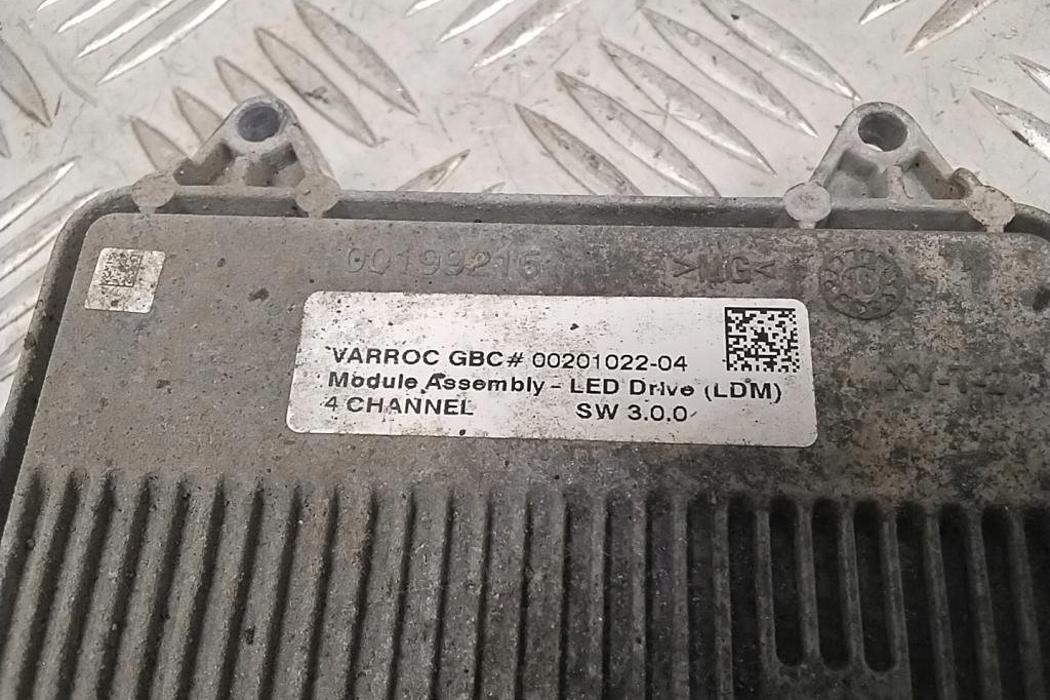 00199216
>MG<
VARROC GBC# 00201022-04
Module Assembly - LED Drive (LDM)
4 CHANNEL SW 3.0.0